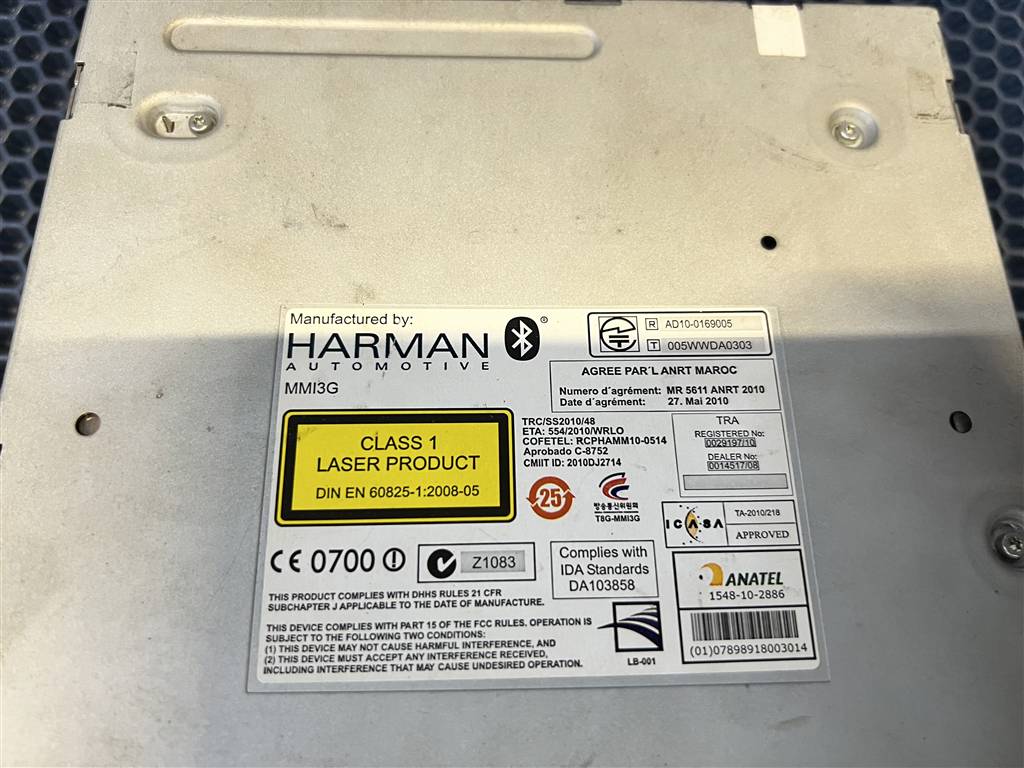 Manufactured by:
HARMAN
AUTOMOTIVE
MMI3G
®
R AD10-0169005
T 005WWDA0303
AGREE PAR´L ANRT MAROC
Numero d´agrément: MR 5611 ANRT 2010
Date d´agrément: 27. Mai 2010
CLASS 1
LASER PRODUCT
DIN EN 60825-1:2008-05
TRC/SS2010/48
ETA: 554/2010/WRLO
COFETEL: RCPHAMM10-0514
Aprobado C-8752
CMIIT ID: 2010DJ2714
TRA
REGISTERED No:
0029197/10
DEALER No:
0014517/08
25
방송통신위원회
T8G-MMI3G
ICASA
TA-2010/218
APPROVED
CE 0700
Z1083
Complies with
IDA Standards
DA103858
ANATEL
1548-10-2886
(01)07898918003014
THIS PRODUCT COMPLIES WITH DHHS RULES 21 CFR
SUBCHAPTER J APPLICABLE TO THE DATE OF MANUFACTURE.
THIS DEVICE COMPLIES WITH PART 15 OF THE FCC RULES. OPERATION IS
SUBJECT TO THE FOLLOWING TWO CONDITIONS:
(1) THIS DEVICE MAY NOT CAUSE HARMFUL INTERFERENCE, AND
(2) THIS DEVICE MUST ACCEPT ANY INTERFERENCE RECEIVED,
INCLUDING INTERFERENCE THAT MAY CAUSE UNDESIRED OPERATION.
LB-001